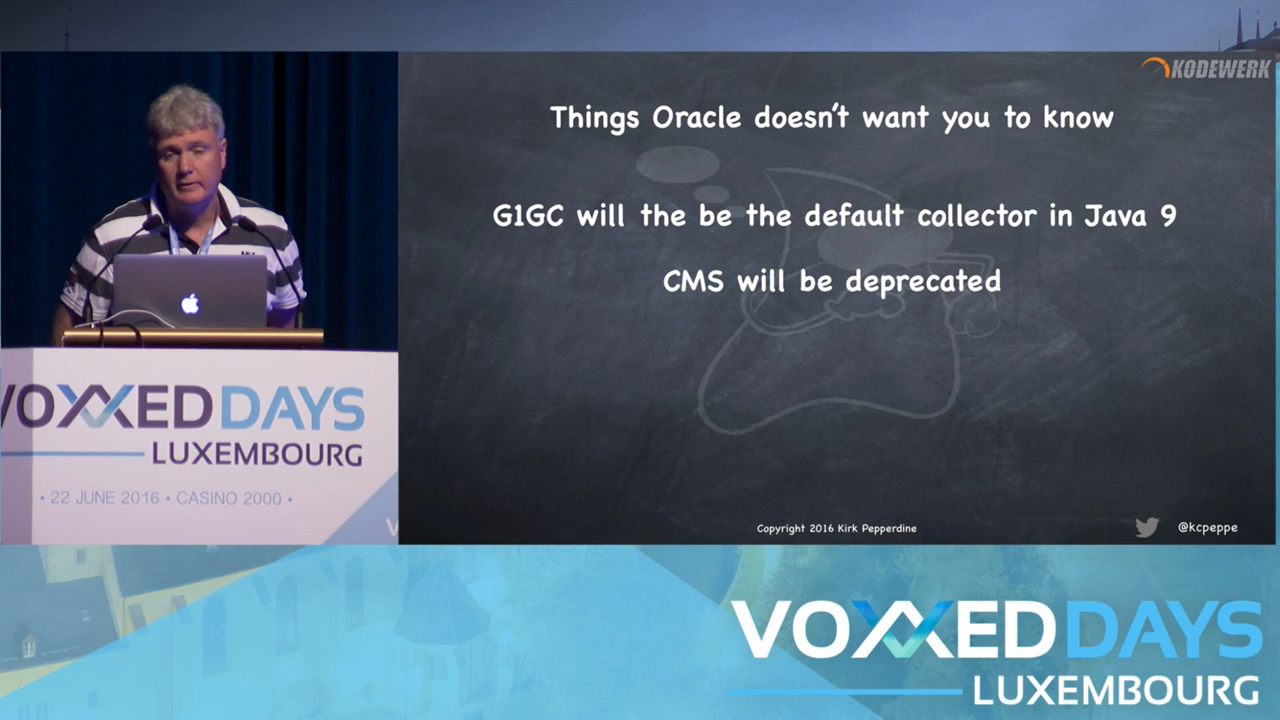 KODEWERK
Things Oracle doesn't want you to know
G1GC will the be the default collector in Java 9
CMS will be deprecated
Copyright 2016 Kirk Pepperdine
@kcpeppe
VOXXED DAYS
LUXEMBOURG
• 22 JUNE 2016 • CASINO 2000 •
VOXXED DAYS
LUXEMBOURG